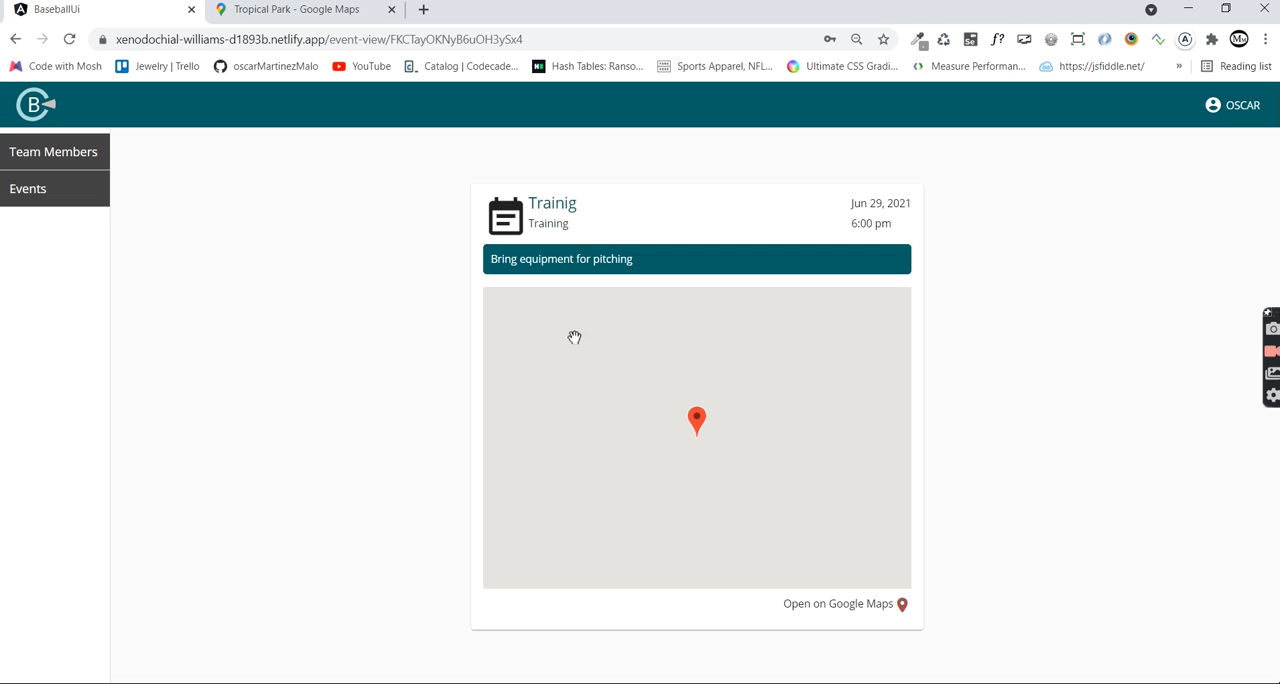 BaseballUi
Tropical Park - Google Maps
xenodochial-williams-d1893b.netlify.app/event-view/FKCTayOKNyB6uOH3ySx4
Code with Mosh
Jewelry | Trello
oscarMartinezMalo
YouTube
Catalog | Codecade...
Hash Tables: Ranso...
Sports Apparel, NFL...
Ultimate CSS Gradi...
Measure Performan...
https://jsfiddle.net/
»
Reading list
B
OSCAR
Team Members
Events
Trainig
Jun 29, 2021
Training
6:00 pm
Bring equipment for pitching
Open on Google Maps